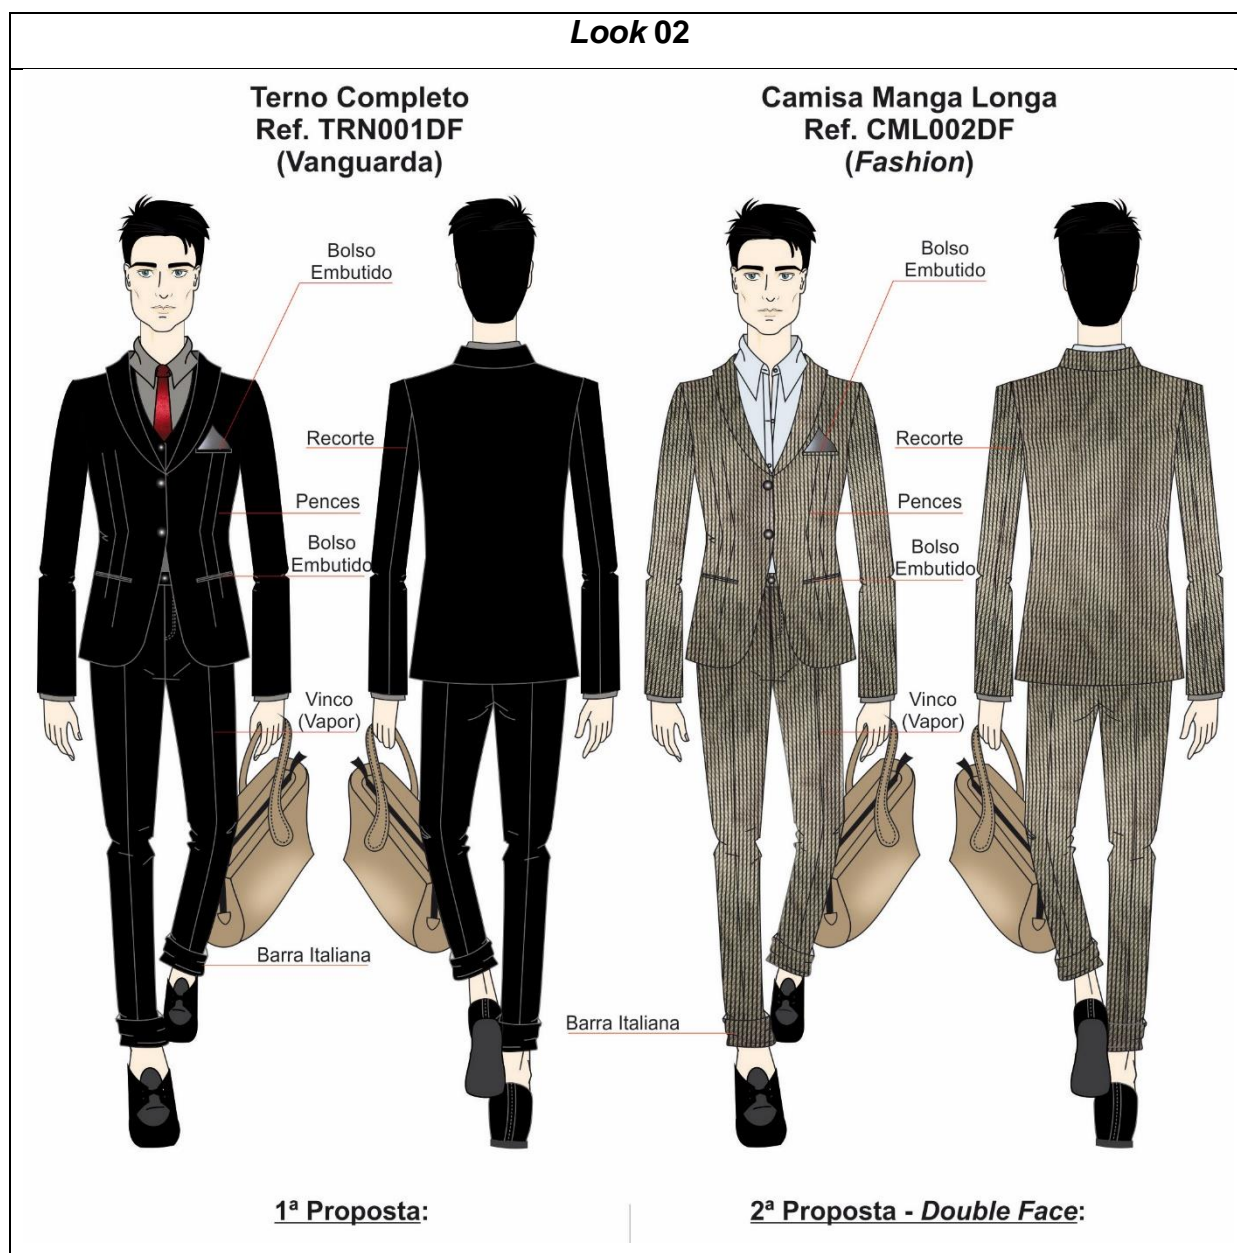 Look 02
Terno Completo
Ref. TRN001DF
(Vanguarda)
Bolso
Embutido
Recorte
Pences
Bolso
Embutido
Vinco
(Vapor)
Barra Italiana
1ª Proposta:
Camisa Manga Longa
Ref. CML002DF
(Fashion)
Bolso
Embutido
Recorte
Pences
Bolso
Embutido
Vinco
(Vapor)
Barra Italiana
2ª Proposta - Double Face: